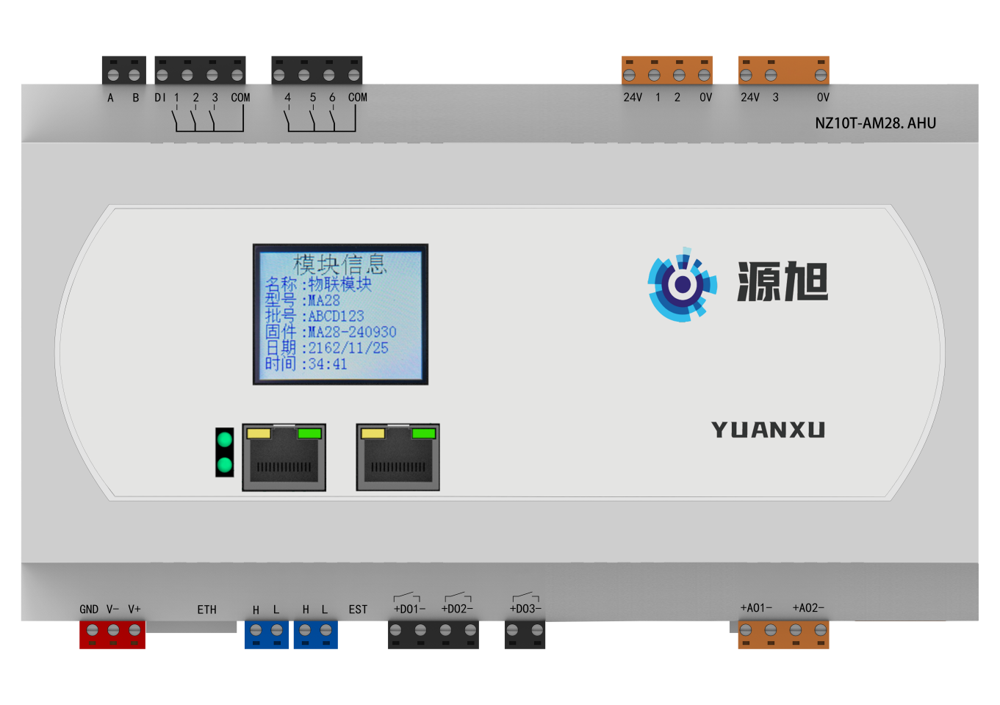 A B DI 1 2 3 COM 4 5 6 COM 24V 1 2 0V 24V 3 0V
NZ10T-AM28. AHU
模块信息
名称:物联模块
型号:MA28
批号:ABCD123
固件:MA28-240930
日期:2162/11/25
时间:34:41
源旭
YUANXU
GND V- V+ ETH H L H L EST +DO1- +DO2- +DO3- +AO1- +AO2-